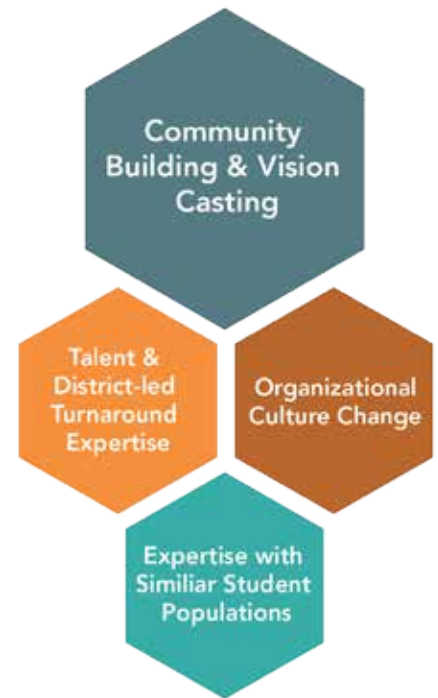 Community
Building & Vision
Casting
Talent &
District-led
Turnaround
Expertise
Organizational
Culture Change
Expertise with
Similiar Student
Populations